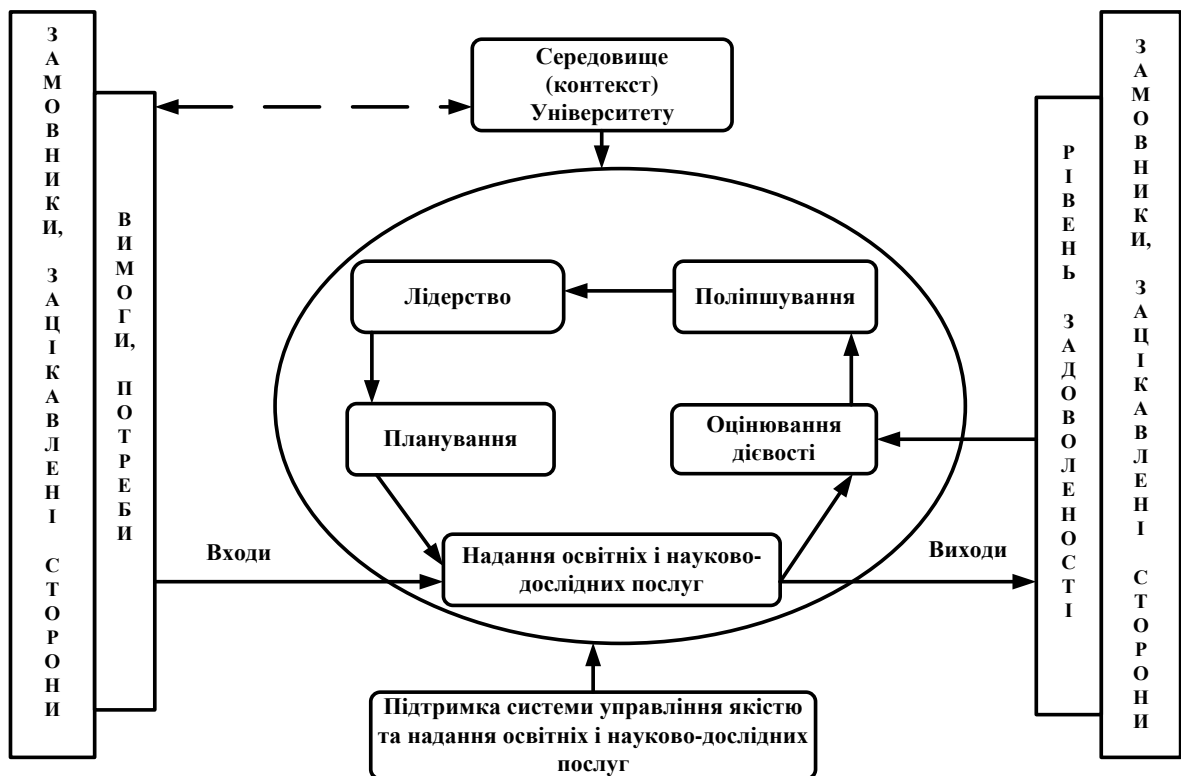 ЗАМОВНИКИ, ЗАЦІКАВЛЕНІ СТОРОНИ
ВИМОГИ, ПОТРЕБИ
Середовище
(контекст)
Університету
Лідерство
Поліпшування
Планування
Оцінювання
дієвості
Входи
Надання освітніх і науково-
дослідних послуг
Виходи
Підтримка системи управління якістю
та надання освітніх і науково-дослідних
послуг
РІВЕНЬ ЗАДОВОЛЕНОСТІ
ЗАМОВНИКИ, ЗАЦІКАВЛЕНІ СТОРОНИ